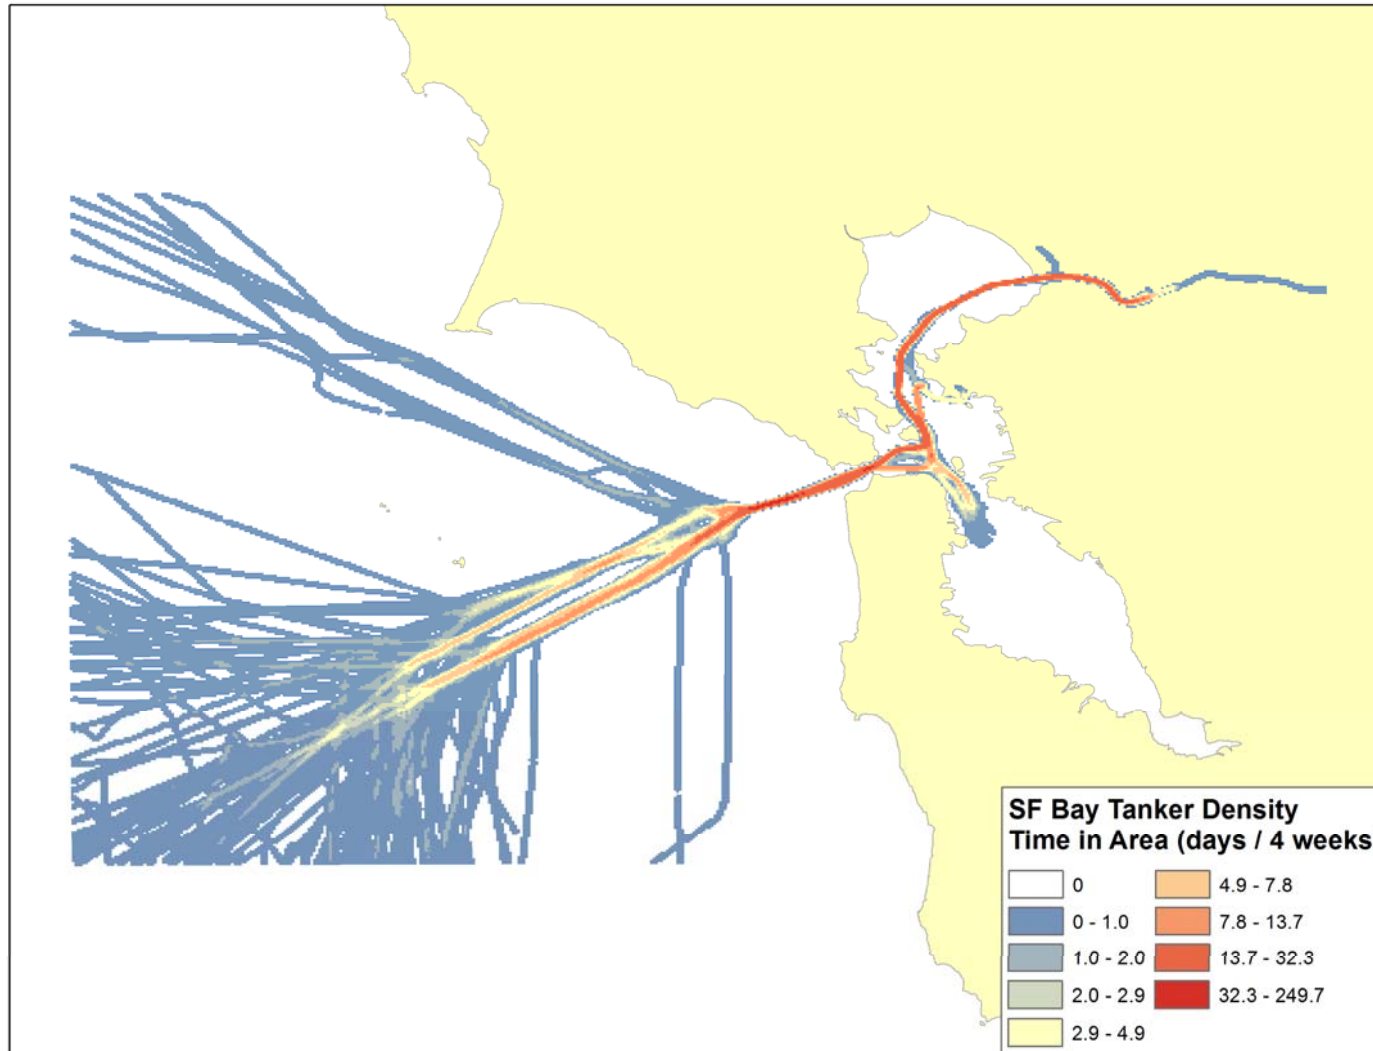 SF Bay Tanker Density
Time in Area (days / 4 weeks
0
4.9 - 7.8
0 - 1.0
7.8 - 13.7
1.0 - 2.0
13.7 - 32.3
2.0 - 2.9
32.3 - 249.7
2.9 - 4.9